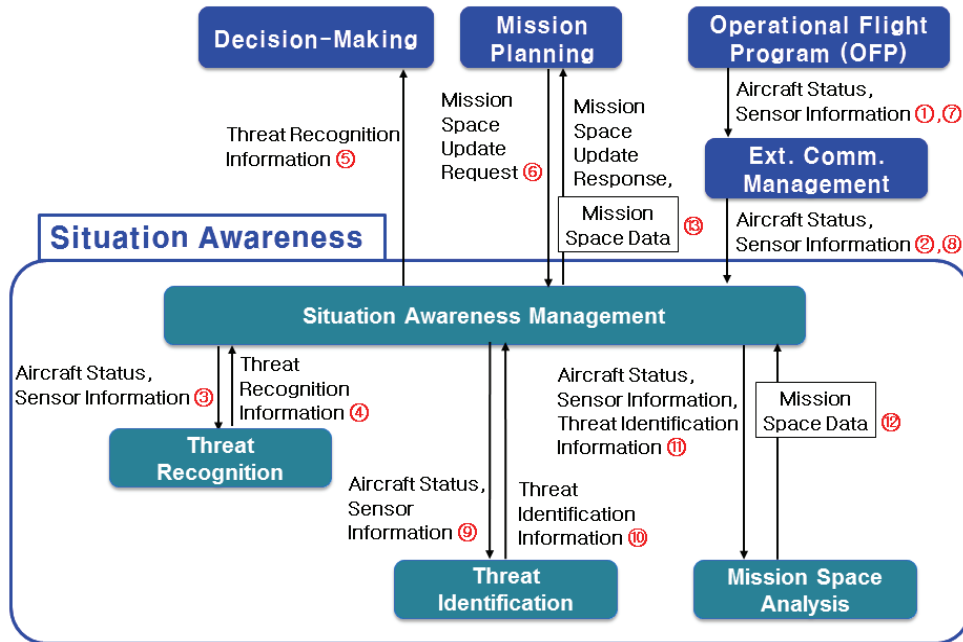 Decision-Making
Mission
Planning
Operational Flight
Program (OFP)
Aircraft Status,
Sensor Information ①,⑦
Mission
Space
Update
Request ⑥
Mission
Space
Update
Response,
Threat Recognition
Information ⑤
Ext. Comm.
Management
Mission
Space Data ⑬
Aircraft Status,
Sensor Information ②,⑧
Situation Awareness
Situation Awareness Management
Aircraft Status,
Sensor Information ③
Threat
Recognition
Information ④
Aircraft Status,
Sensor Information,
Threat Identification
Information ⑪
Mission
Space Data ⑫
Threat
Recognition
Aircraft Status,
Sensor
Information ⑨
Threat
Identification
Information ⑩
Threat
Identification
Mission Space
Analysis